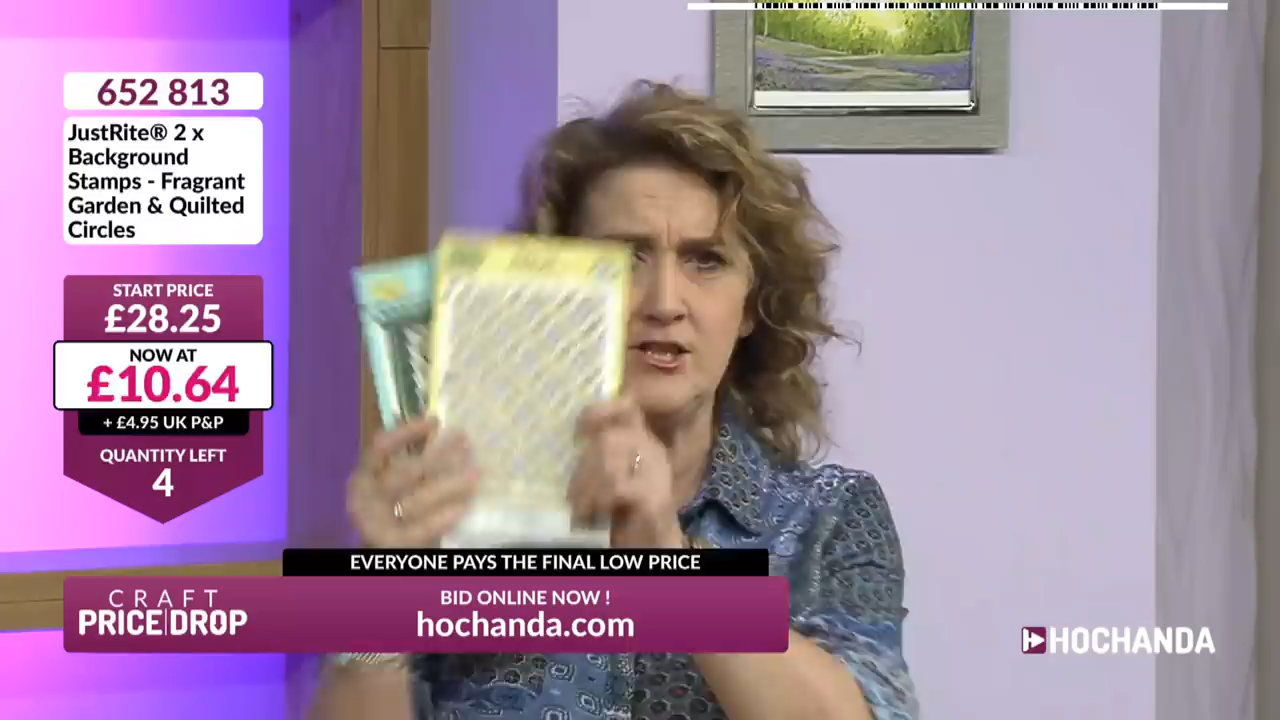 652 813
JustRite® 2 x
Background
Stamps - Fragrant
Garden & Quilted
Circles
START PRICE
£28.25
NOW AT
£10.64
+ £4.95 UK P&P
QUANTITY LEFT
4
EVERYONE PAYS THE FINAL LOW PRICE
CRAFT
PRICE DROP
BID ONLINE NOW !
hochanda.com
HOCHANDA